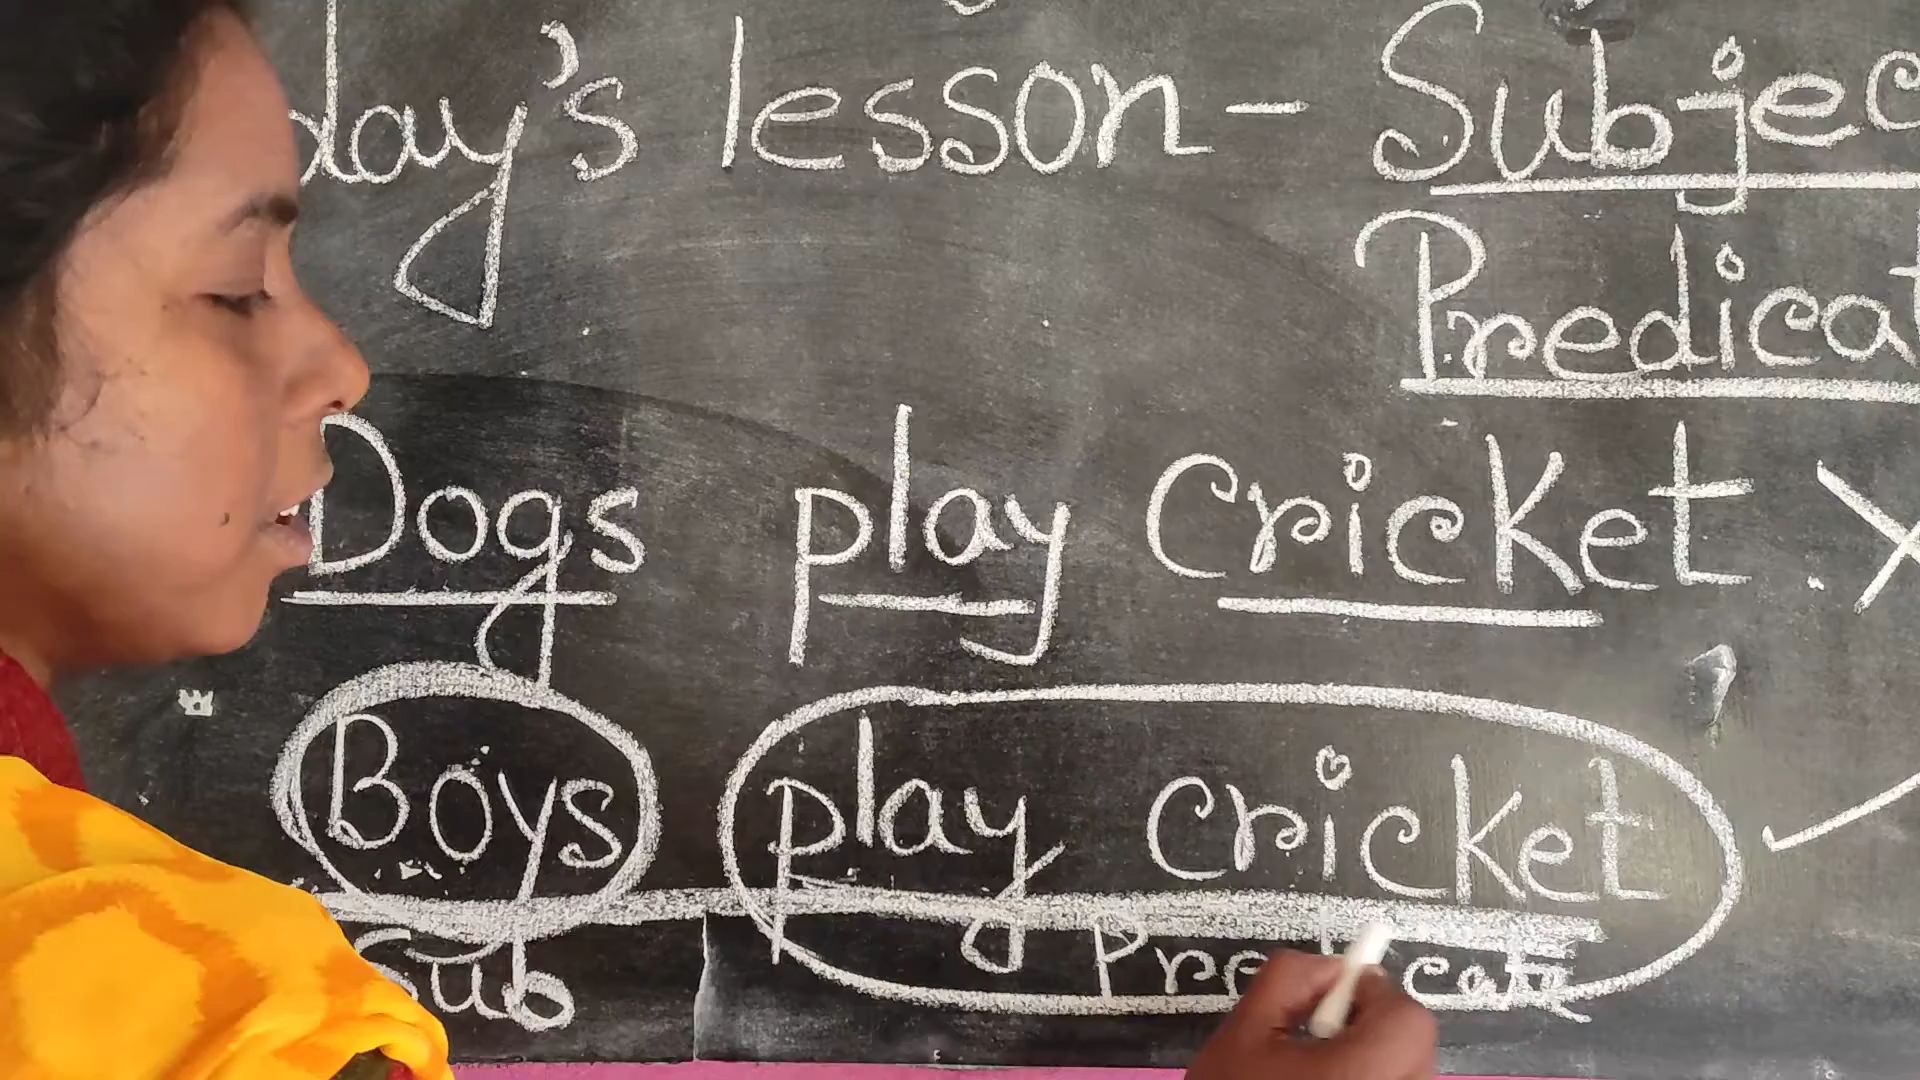 day's lesson - Subjec
Predicat
Dogs play cricket. X
Boys play cricket ✓
Sub Predicate